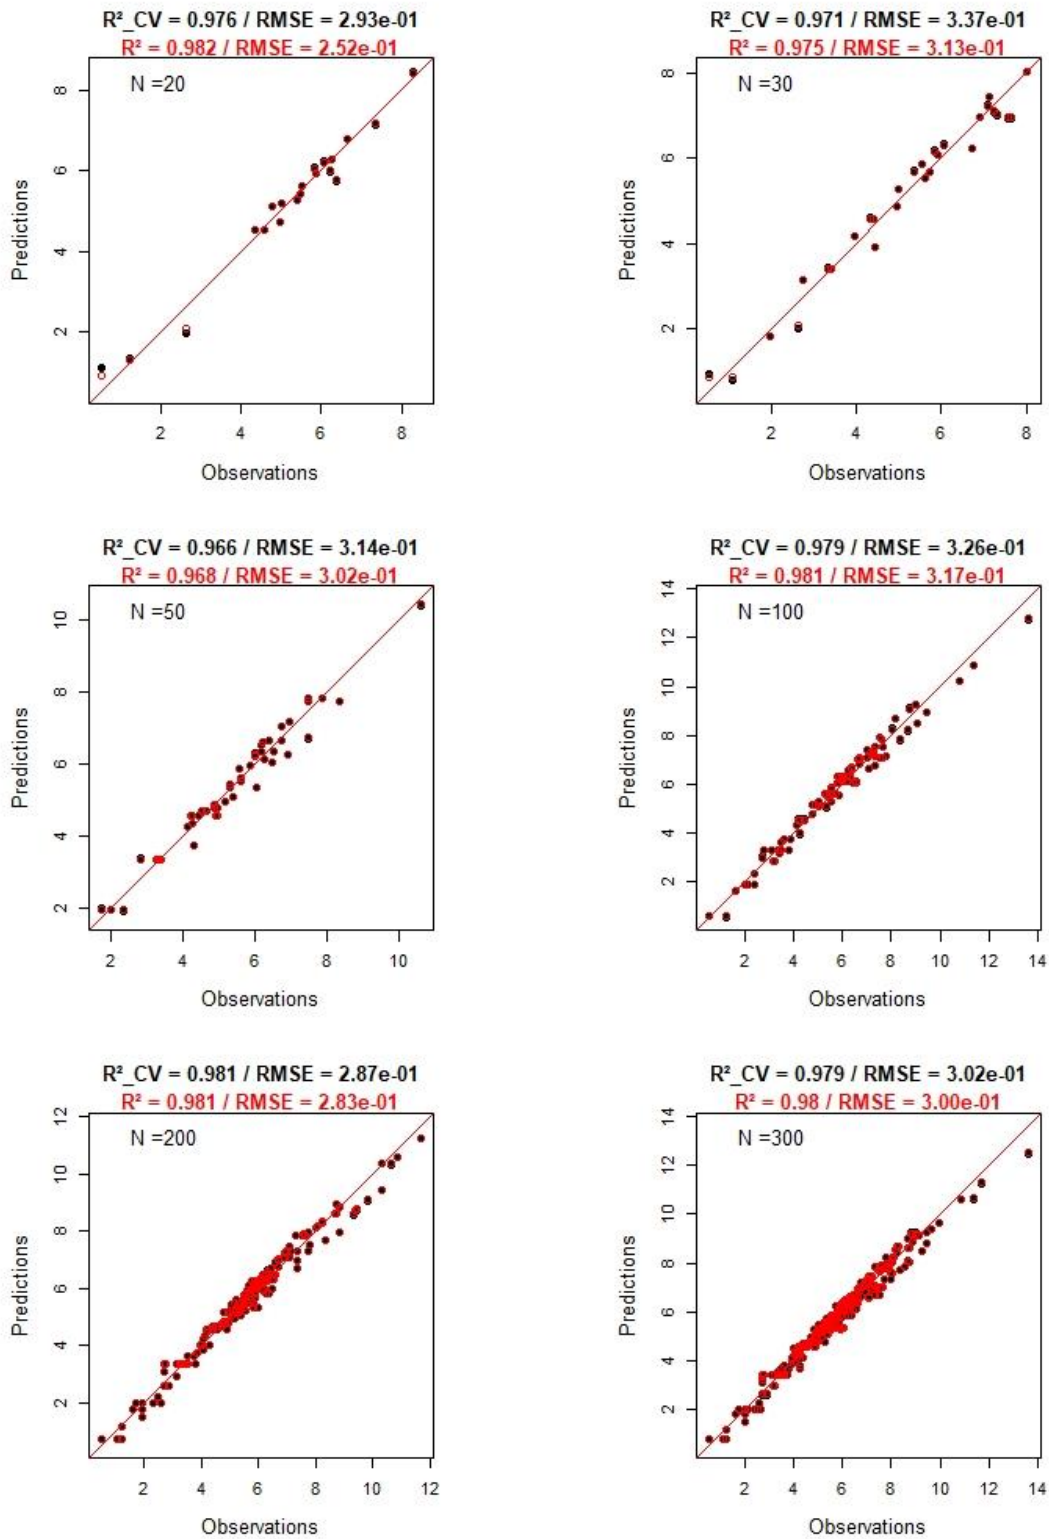 R²_CV = 0.976 / RMSE = 2.93e-01
R² = 0.982 / RMSE = 2.52e-01
N =20
8
6
4
2
Predictions
2 4 6 8
Observations
R²_CV = 0.971 / RMSE = 3.37e-01
R² = 0.975 / RMSE = 3.13e-01
N =30
8
6
4
2
Predictions
2 4 6 8
Observations
R²_CV = 0.966 / RMSE = 3.14e-01
R² = 0.968 / RMSE = 3.02e-01
N =50
10
8
6
4
2
Predictions
2 4 6 8 10
Observations
R²_CV = 0.979 / RMSE = 3.26e-01
R² = 0.981 / RMSE = 3.17e-01
N =100
14
12
10
8
6
4
2
Predictions
2 4 6 8 10 12 14
Observations
R²_CV = 0.981 / RMSE = 2.87e-01
R² = 0.981 / RMSE = 2.83e-01
N =200
12
10
8
6
4
2
Predictions
2 4 6 8 10 12
Observations
R²_CV = 0.979 / RMSE = 3.02e-01
R² = 0.98 / RMSE = 3.00e-01
N =300
14
12
10
8
6
4
2
Predictions
2 4 6 8 10 12 14
Observations